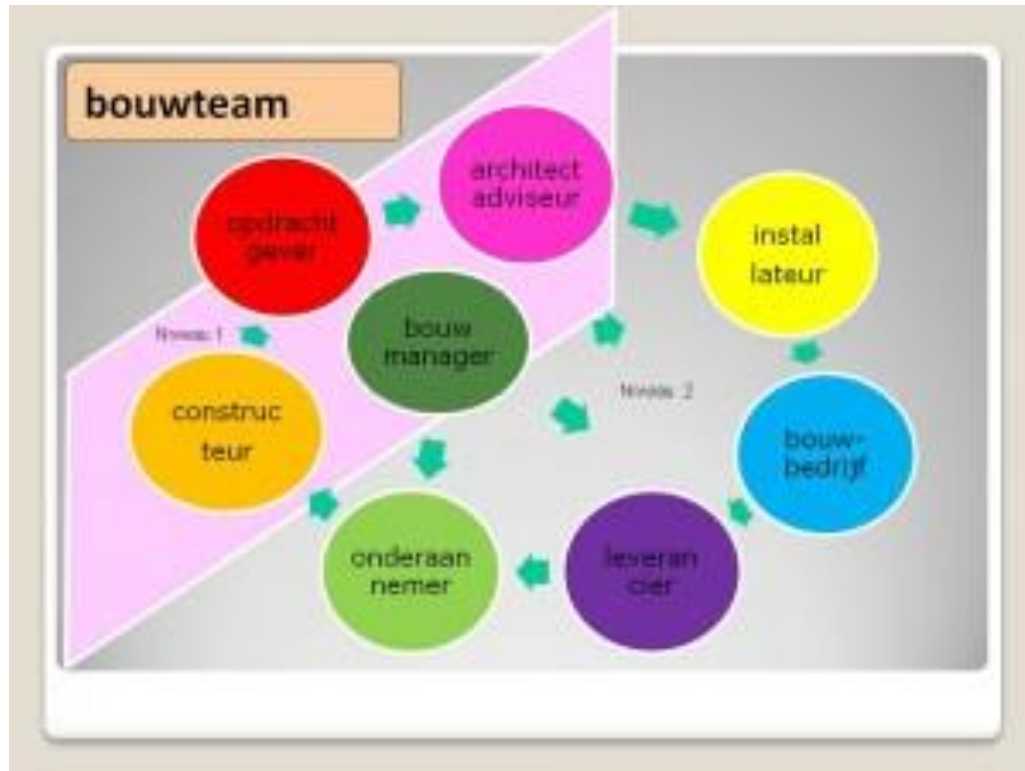 bouwteam
architect
adviseur
opdracht
gever
instal
lateur
bouw
manager
Niveau 1
Niveau 2
construc
teur
bouw-
bedrijf
onderaan
nemer
leveran
cier